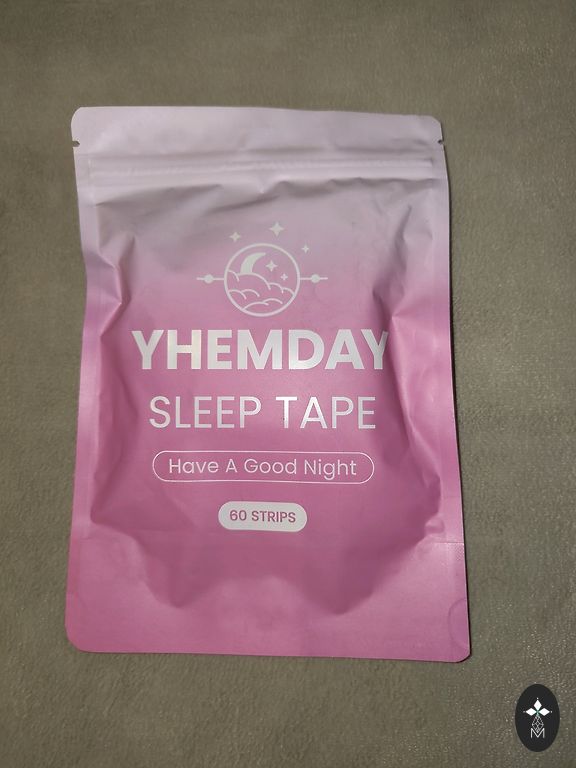 YHEMDAY
SLEEP TAPE
Have A Good Night
60 STRIPS
M